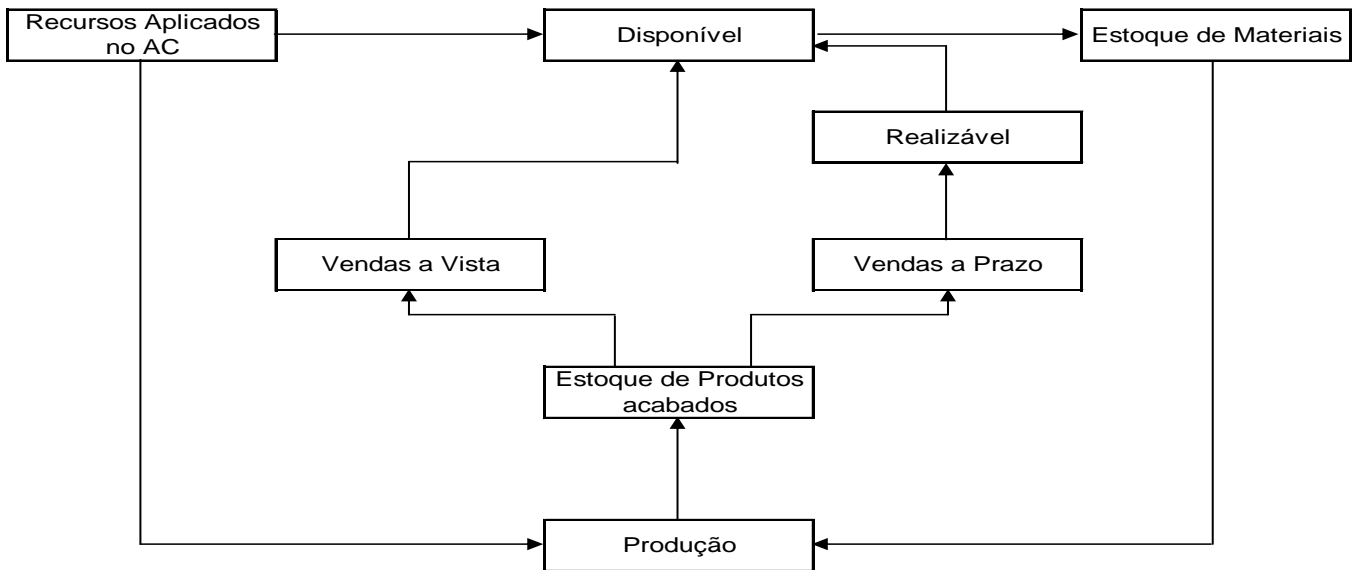 Recursos Aplicados
no AC
Disponível
Estoque de Materiais
Realizável
Vendas a Vista
Vendas a Prazo
Estoque de Produtos
acabados
Produção